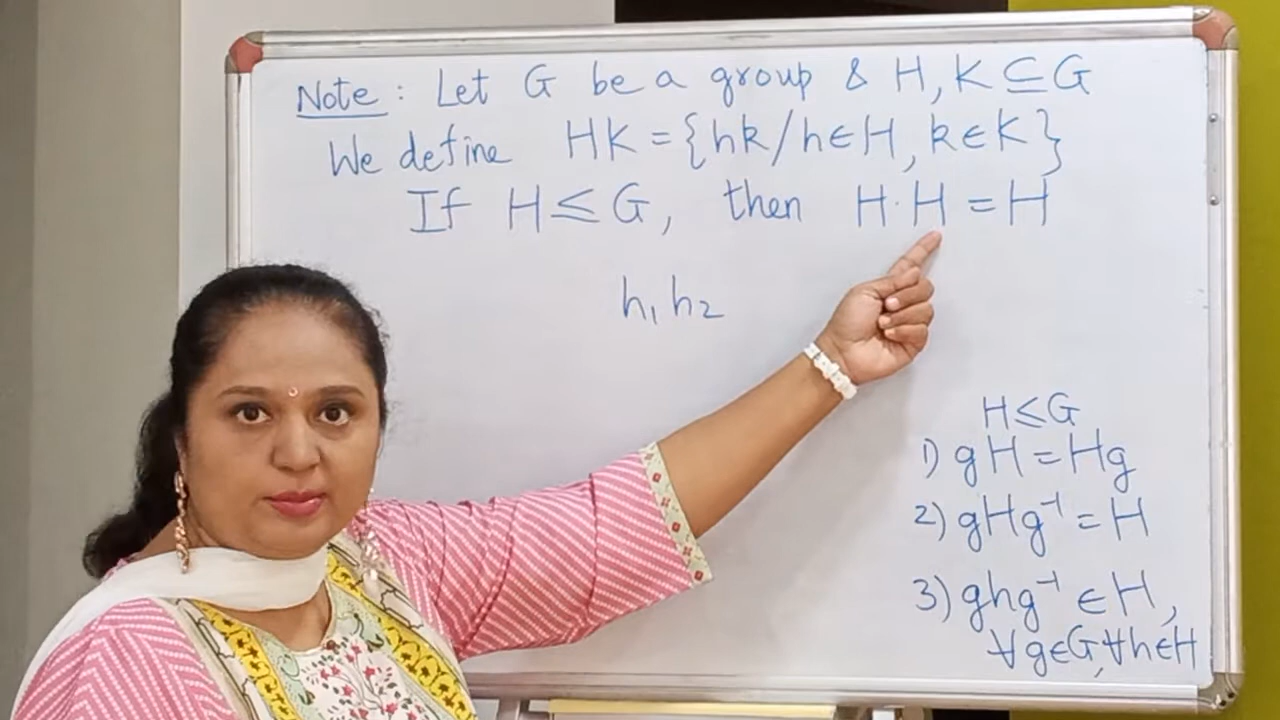 Note : Let G be a group & H, K ⊆ G
We define HK = {hk/h∈H, k∈K}
If H ≤ G, then H·H = H
h₁h₂
H≤G
1) gH = Hg
2) gHg⁻¹ = H
3) ghg⁻¹ ∈ H,
∀g∈G, ∀h∈H